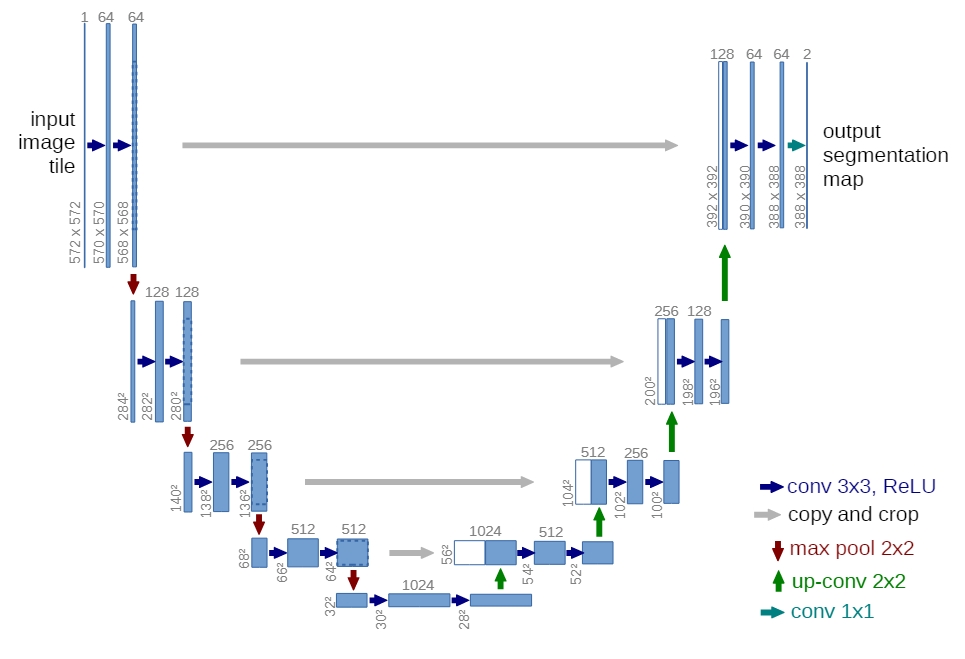 1 64 64
input
image
tile
572 x 572
570 x 570
568 x 568
128 64 64 2
output
segmentation
map
392 x 392
390 x 390
388 x 388
388 x 388
128 128
284²
282²
280²
256 128
200²
198²
196²
256 256
140²
138²
136²
512 256
104²
102²
100²
512 512
68²
66²
64²
1024 512
56²
54²
52²
1024
32²
30²
28²
conv 3x3, ReLU
copy and crop
max pool 2x2
up-conv 2x2
conv 1x1